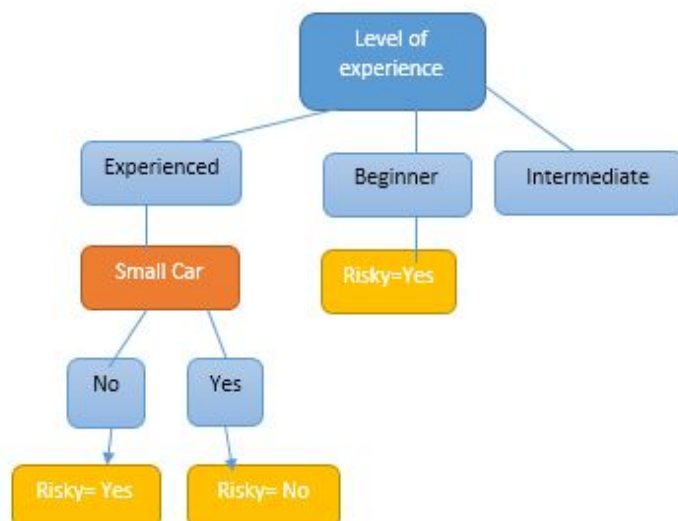 Level of
experience
Experienced
Beginner
Intermediate
Small Car
Risky=Yes
No
Yes
Risky= Yes
Risky= No